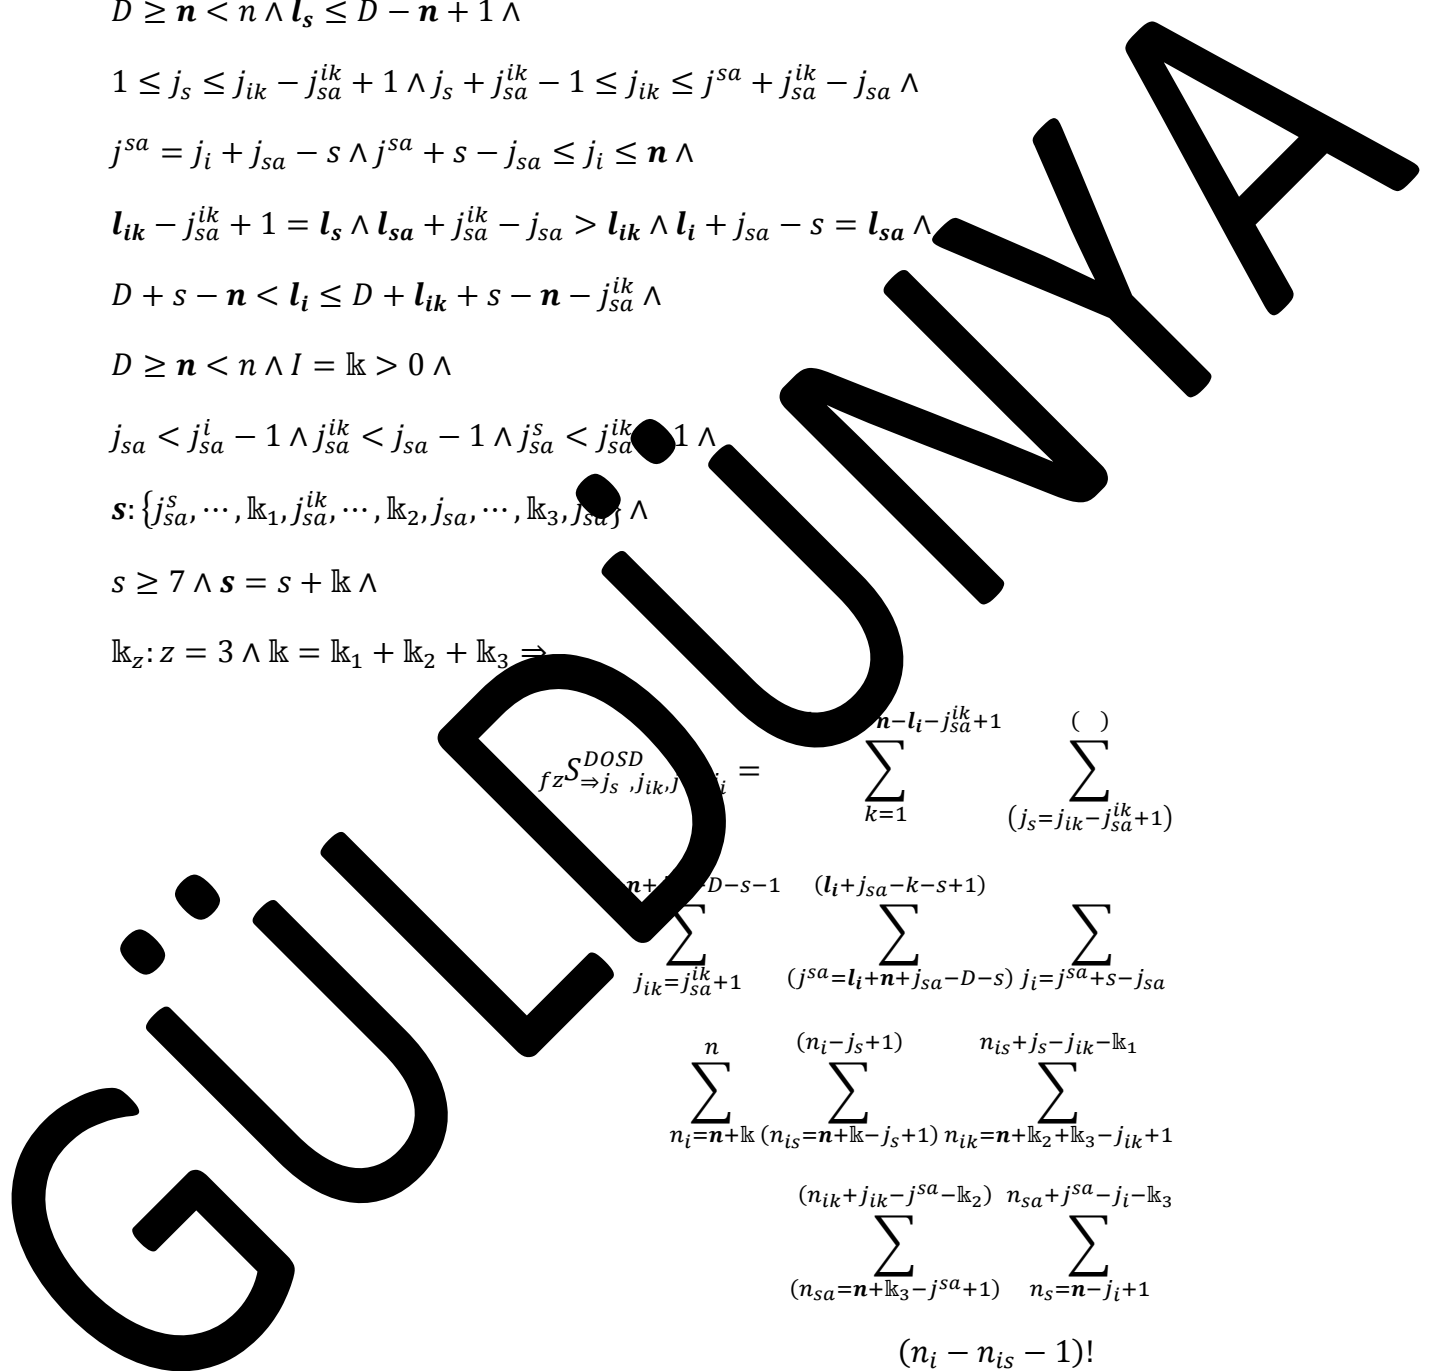 D ≥ n < n ∧ l_s ≤ D − n + 1 ∧
1 ≤ j_s ≤ j_{ik} − j_{sa}^{ik} + 1 ∧ j_s + j_{sa}^{ik} − 1 ≤ j_{ik} ≤ j^{sa} + j_{sa}^{ik} − j_{sa} ∧
j^{sa} = j_i + j_{sa} − s ∧ j^{sa} + s − j_{sa} ≤ j_i ≤ n ∧
l_{ik} − j_{sa}^{ik} + 1 = l_s ∧ l_{sa} + j_{sa}^{ik} − j_{sa} > l_{ik} ∧ l_i + j_{sa} − s = l_{sa} ∧
D + s − n < l_i ≤ D + l_{ik} + s − n − j_{sa}^{ik} ∧
D ≥ n < n ∧ I = 𝕜 > 0 ∧
j_{sa} < j_{sa}^i − 1 ∧ j_{sa}^{ik} < j_{sa} − 1 ∧ j_{sa}^s < j_{sa}^{ik} 1 ∧
s: {j_{sa}^s, ⋯, 𝕜_1, j_{sa}^{ik}, ⋯, 𝕜_2, j_{sa}, ⋯, 𝕜_3, j_{sa}} ∧
s ≥ 7 ∧ s = s + 𝕜 ∧
𝕜_z: z = 3 ∧ 𝕜 = 𝕜_1 + 𝕜_2 + 𝕜_3 ⇒
_{fz}S_{⇒j_s ,j_{ik},j i}^{DOSD} = ∑_{k=1}^{n−l_i−j_{sa}^{ik}+1} ∑_{(j_s=j_{ik}−j_{sa}^{ik}+1)}^{( )}
∑_{j_{ik}=j_{sa}^{ik}+1}^{n+ −D−s−1} ∑_{(j^{sa}=l_i+n+j_{sa}−D−s)}^{(l_i+j_{sa}−k−s+1)} ∑_{j_i=j^{sa}+s−j_{sa}}
∑_{n_i=n+𝕜}^{n} ∑_{(n_{is}=n+𝕜−j_s+1)}^{(n_i−j_s+1)} ∑_{n_{ik}=n+𝕜_2+𝕜_3−j_{ik}+1}^{n_{is}+j_s−j_{ik}−𝕜_1}
∑_{(n_{sa}=n+𝕜_3−j^{sa}+1)}^{(n_{ik}+j_{ik}−j^{sa}−𝕜_2)} ∑_{n_s=n−j_i+1}^{n_{sa}+j^{sa}−j_i−𝕜_3}
(n_i − n_{is} − 1)!
GÜLDÜNYA